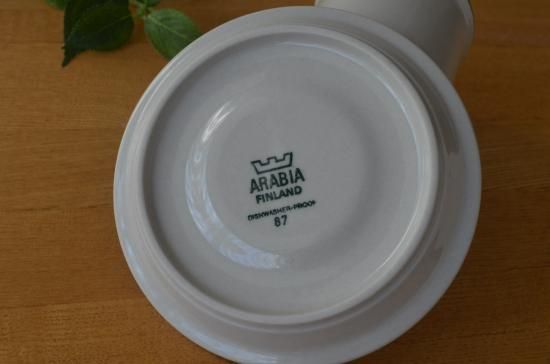 ARABIA
FINLAND
DISHWASHER-PROOF
87